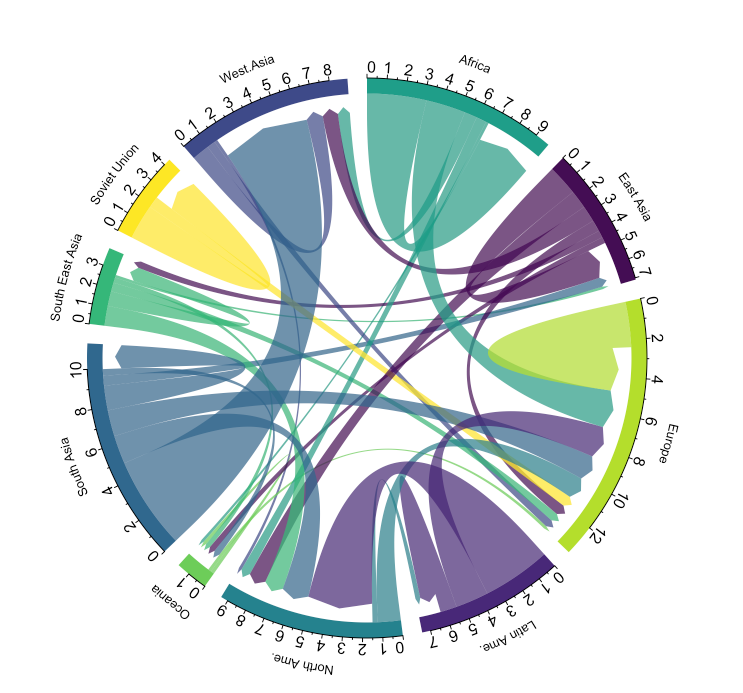 Africa
0 1 2 3 4 5 6 7 8 9
East Asia
0 1 2 3 4 5 6 7
Europe
0 2 4 6 8 10 12
Latin Ame.
0 1 2 3 4 5 6 7
North Ame.
0 1 2 3 4 5 6 7 8 9
Oceania
0 1
South Asia
0 2 4 6 8 10
South East Asia
0 1 2 3
Soviet Union
0 1 2 3 4
West.Asia
0 1 2 3 4 5 6 7 8